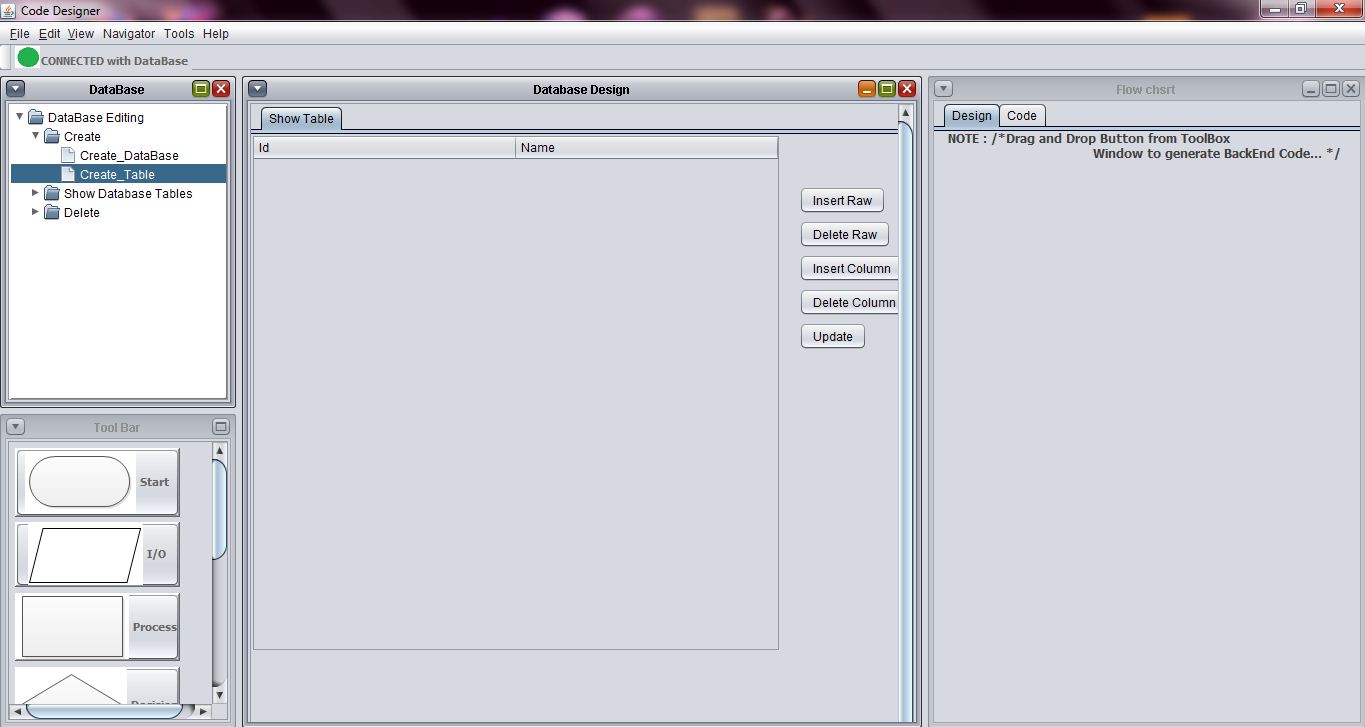 Code Designer
File Edit View Navigator Tools Help
CONNECTED with DataBase
DataBase
DataBase Editing
Create
Create_DataBase
Create_Table
Show Database Tables
Delete
Tool Bar
Start
I/O
Process
Database Design
Show Table
Id Name
Insert Raw
Delete Raw
Insert Column
Delete Column
Update
Flow chsrt
Design Code
NOTE : /*Drag and Drop Button from ToolBox
Window to generate BackEnd Code... */